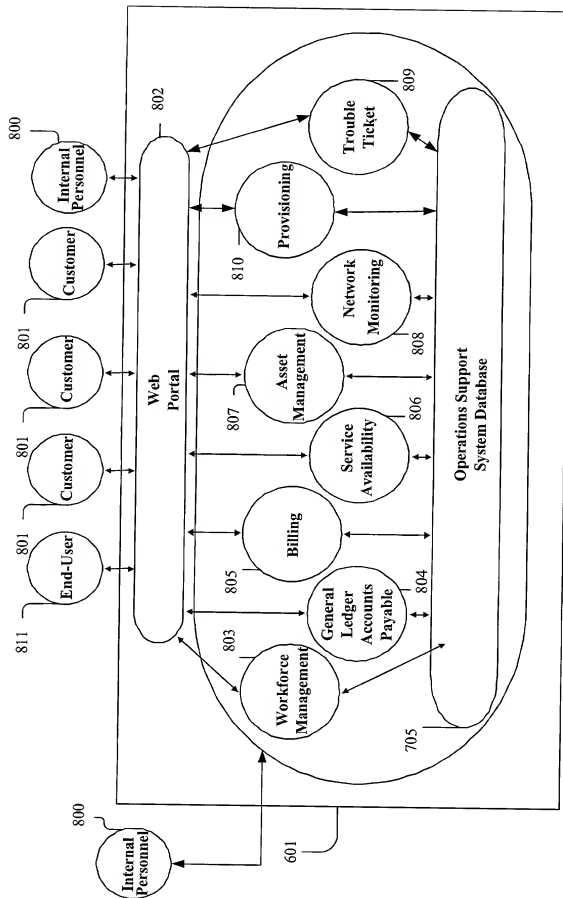 800
Internal
Personnel
601
811
End-User
801
Customer
801
Customer
801
Customer
800
Internal
Personnel
Web
Portal
802
803
Workforce
Management
General
Ledger
Accounts
Payable
804
805
Billing
Service
Availability
806
807
Asset
Management
Network
Monitoring
808
810
Provisioning
Trouble
Ticket
809
705
Operations Support
System Database